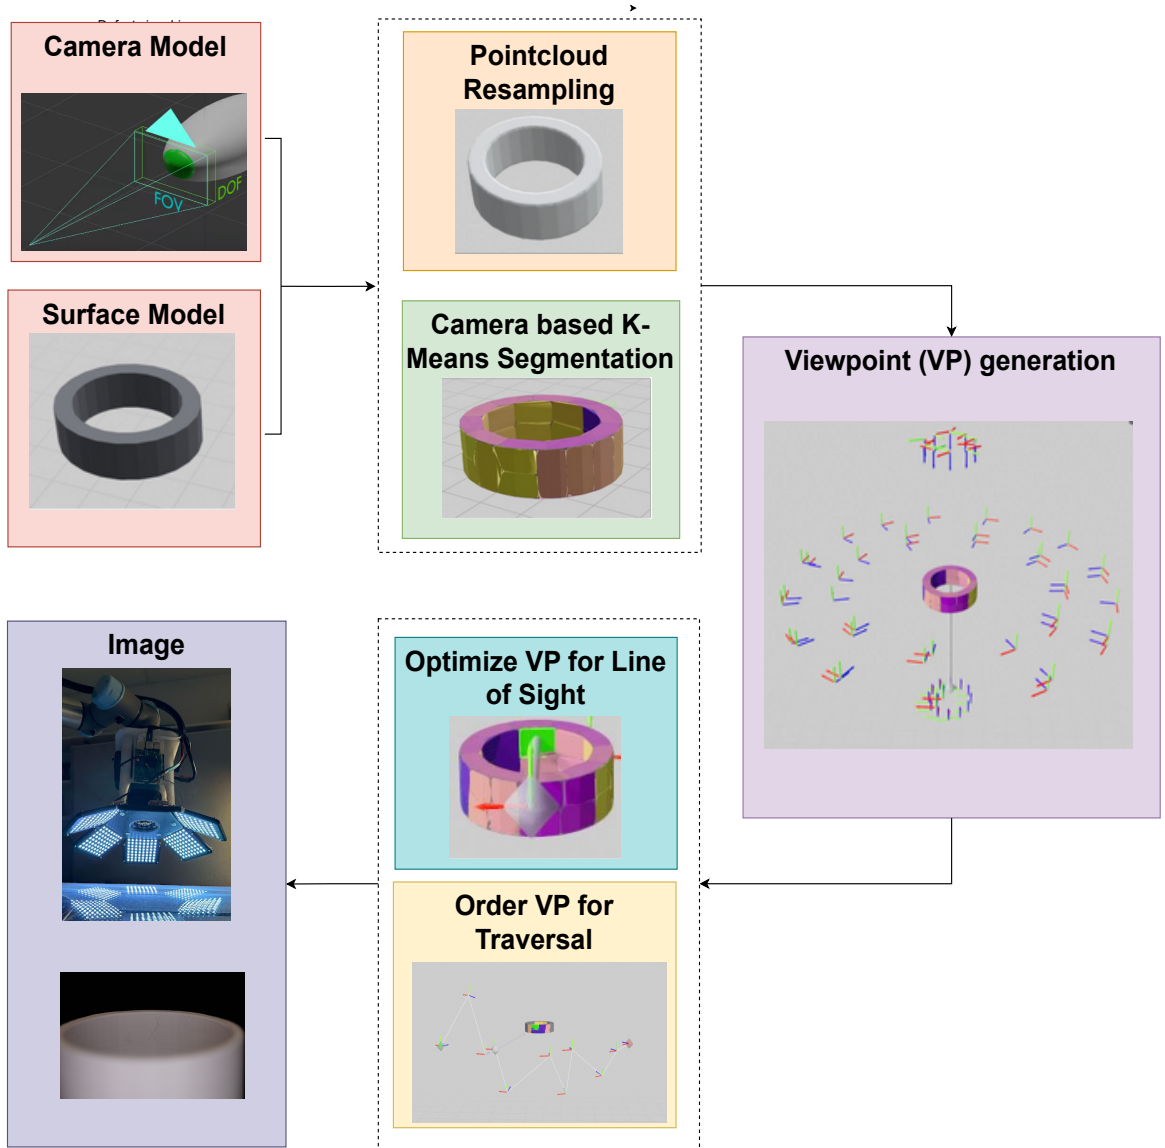 Camera Model
FOV
DOF
Surface Model
Pointcloud
Resampling
Camera based K-
Means Segmentation
Viewpoint (VP) generation
Image
Optimize VP for Line
of Sight
Order VP for
Traversal